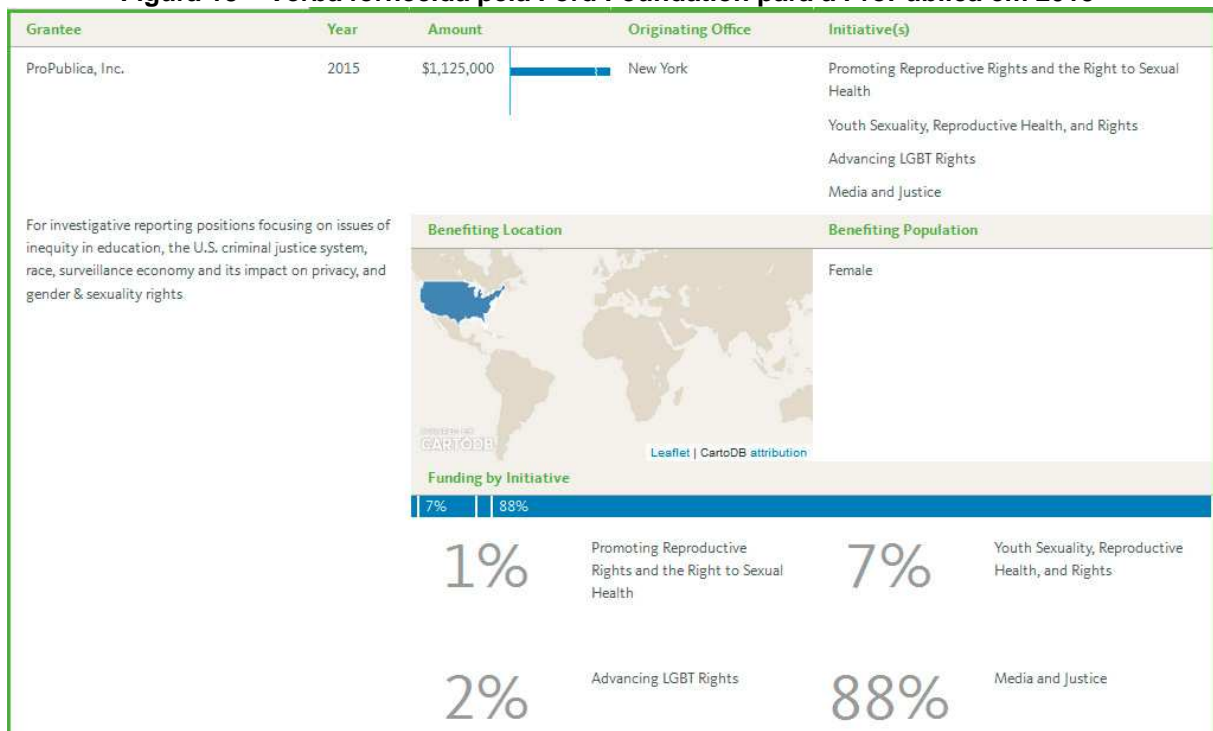 Grantee Year Amount Originating Office Initiative(s)
ProPublica, Inc. 2015 $1,125,000 New York Promoting Reproductive Rights and the Right to Sexual
Health
Youth Sexuality, Reproductive Health, and Rights
Advancing LGBT Rights
Media and Justice
For investigative reporting positions focusing on issues of
inequity in education, the U.S. criminal justice system,
race, surveillance economy and its impact on privacy, and
gender & sexuality rights
Benefiting Location Benefiting Population
Female
CARTODB
Leaflet | CartoDB attribution
Funding by Initiative
7% 88%
1% Promoting Reproductive
Rights and the Right to Sexual
Health
7% Youth Sexuality, Reproductive
Health, and Rights
2% Advancing LGBT Rights
88% Media and Justice